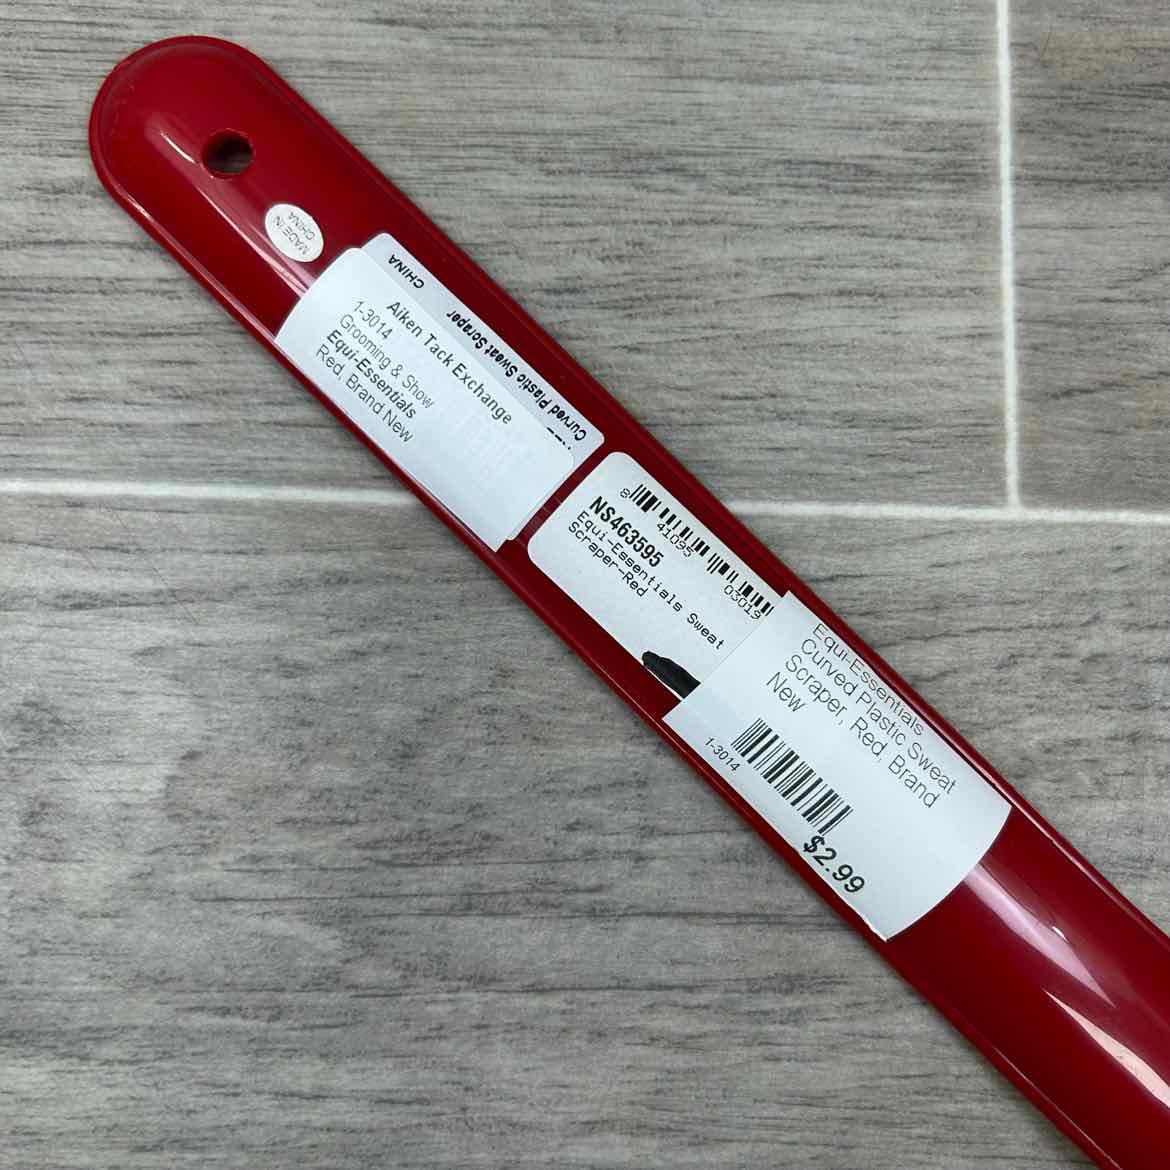 MADE IN
CHINA
CHINA
Curved Plastic Sweat Scraper
Aiken Tack Exchange
1-3014
Grooming & Show
Equi-Essentials
Red, Brand New
8 41095 03019
NS463595
Equi-Essentials Sweat
Scraper-Red
Equi-Essentials
Curved Plastic Sweat
Scraper, Red, Brand
New
1-3014
$2.99